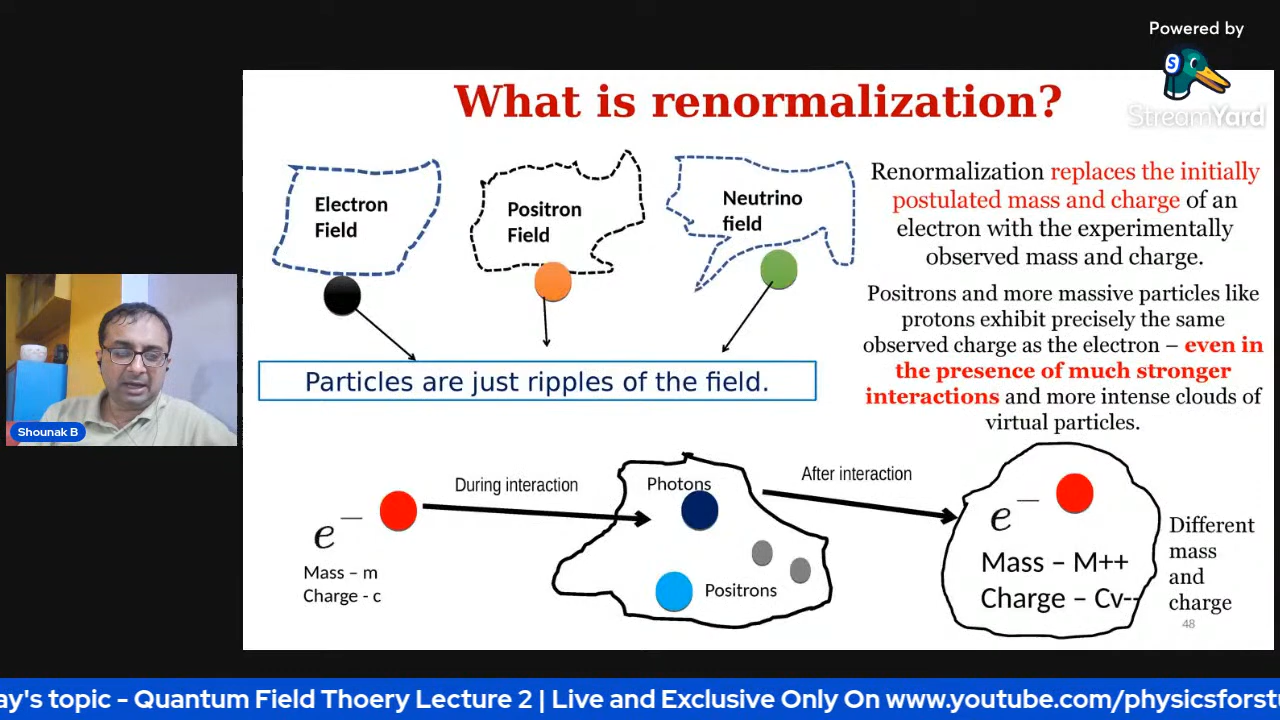 Powered by
StreamYard
What is renormalization?
Electron
Field
Positron
Field
Neutrino
field
Particles are just ripples of the field.
Renormalization replaces the initially
postulated mass and charge of an
electron with the experimentally
observed mass and charge.
Positrons and more massive particles like
protons exhibit precisely the same
observed charge as the electron – even in
the presence of much stronger
interactions and more intense clouds of
virtual particles.
e⁻
Mass – m
Charge - c
During interaction
Photons
Positrons
After interaction
e⁻
Mass – M++
Charge – Cv--
Different
mass
and
charge
48
Shounak B
ay's topic - Quantum Field Thoery Lecture 2 | Live and Exclusive Only On www.youtube.com/physicsforst